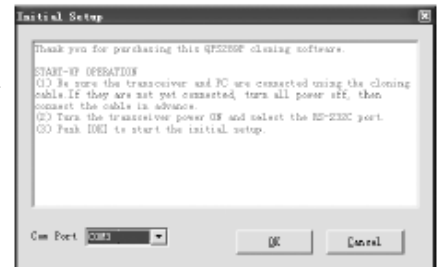 Initial Setup
Thank you for purchasing this QPS200P cloning software.
START-UP OPERATION
(1) Be sure the transceiver and PC are connected using the cloning
cable.If they are not yet connected, turn all power off, then
connect the cable in advance.
(2) Turn the transceiver power ON and select the RS-232C port.
(3) Push [OK] to start the initial setup.
Com Port COM3 OK Cancel